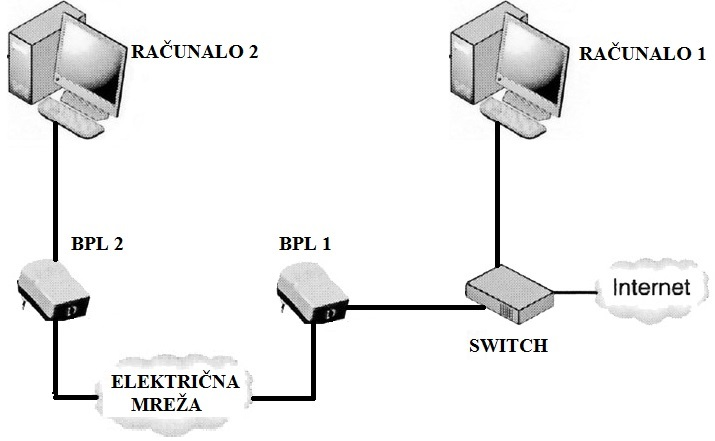 RAČUNALO 2
RAČUNALO 1
BPL 2
BPL 1
Internet
SWITCH
ELEKTRIČNA
MREŽA